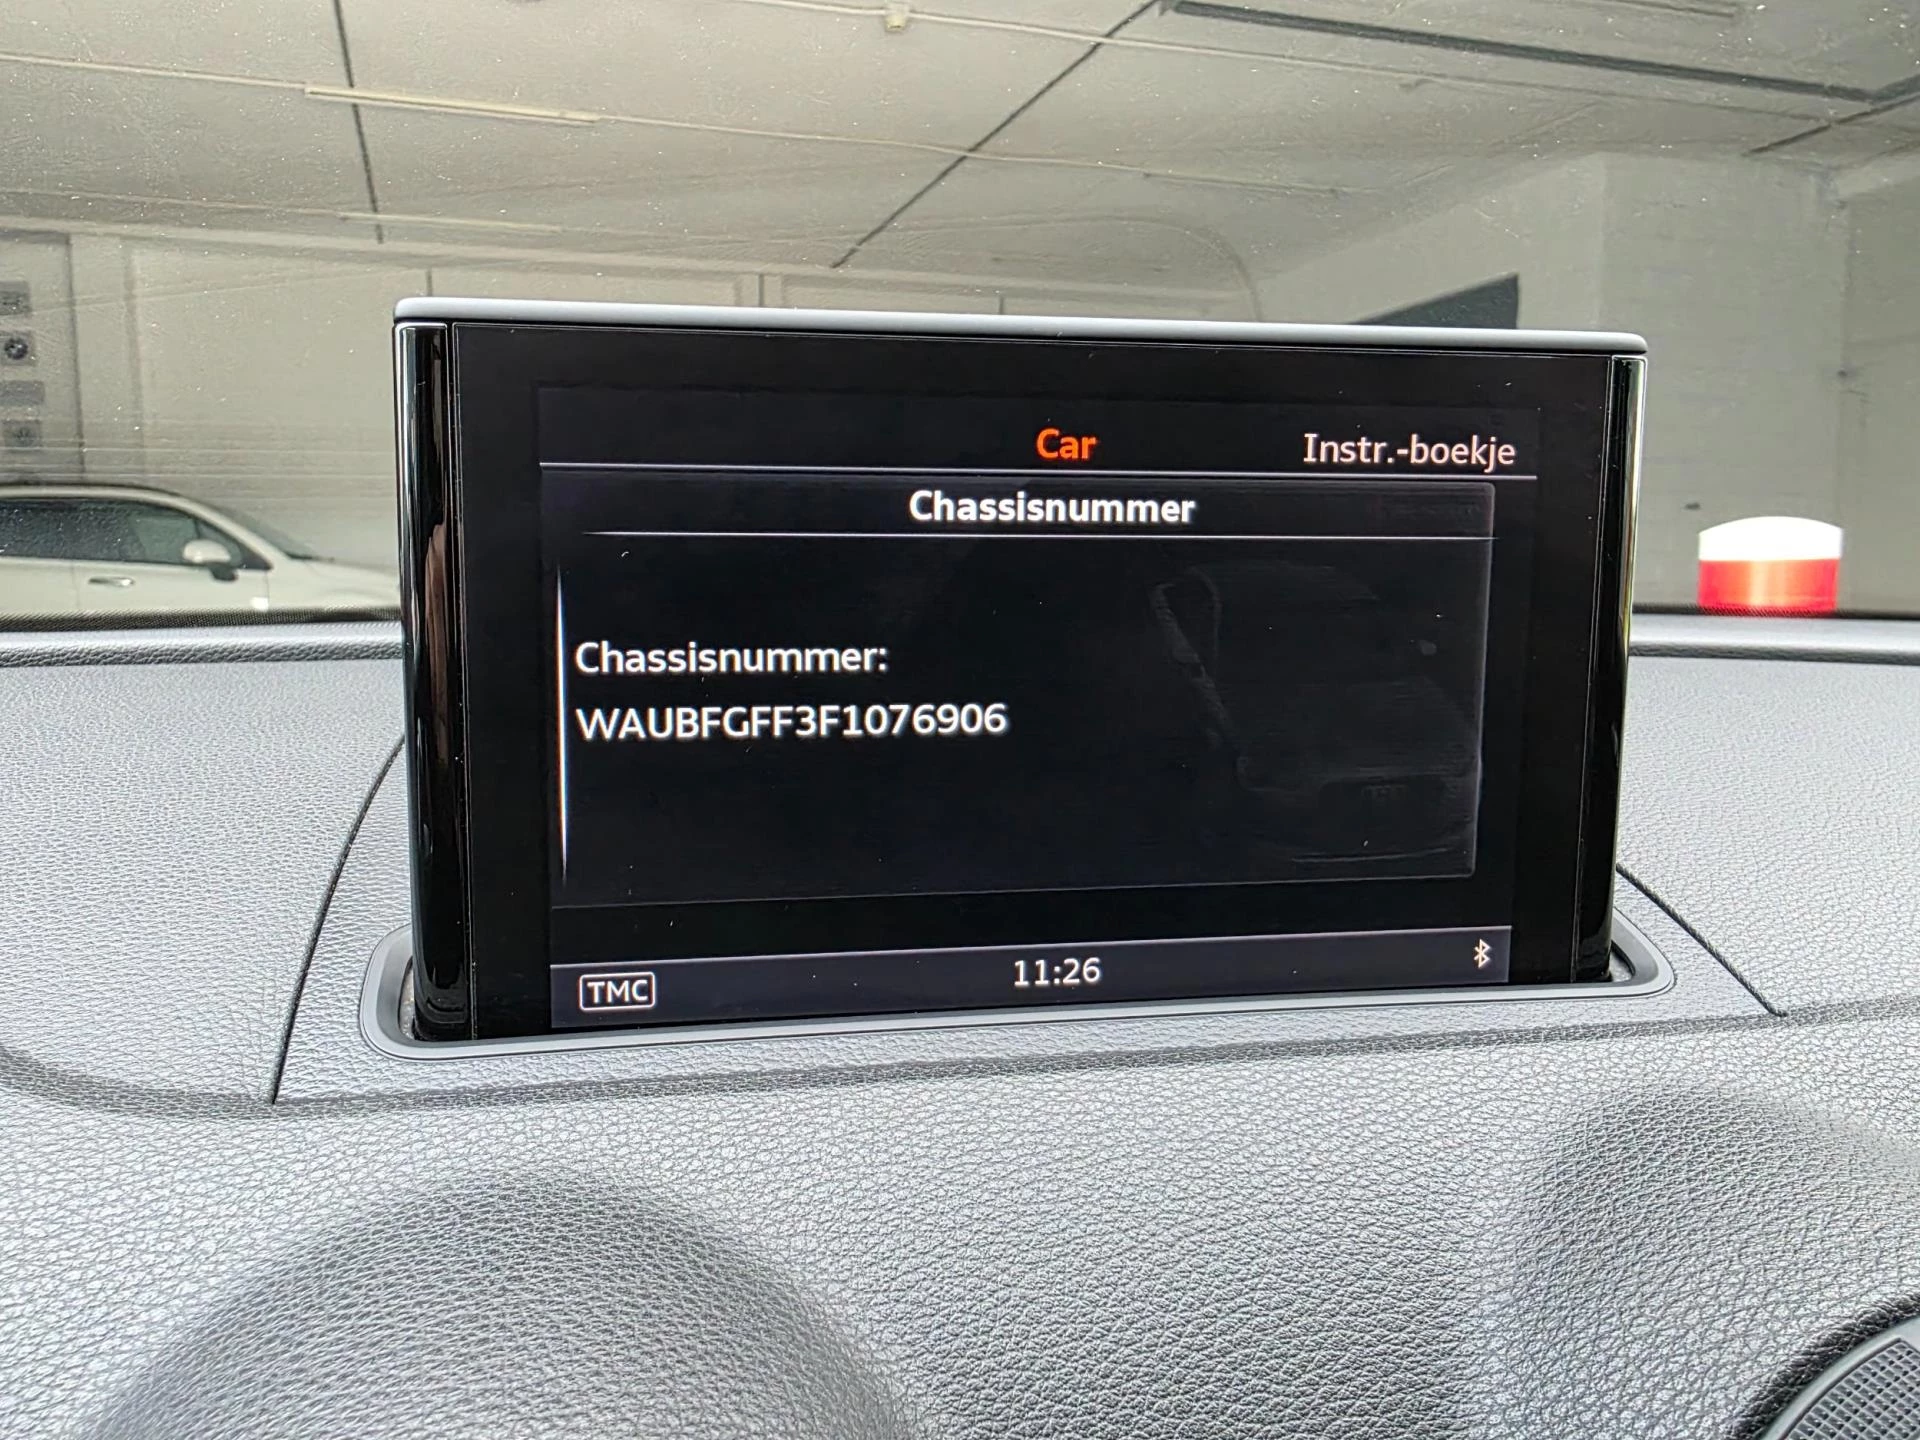 Car
Instr.-boekje
Chassisnummer
Chassisnummer:
WAUBFGFF3F1076906
TMC
11:26